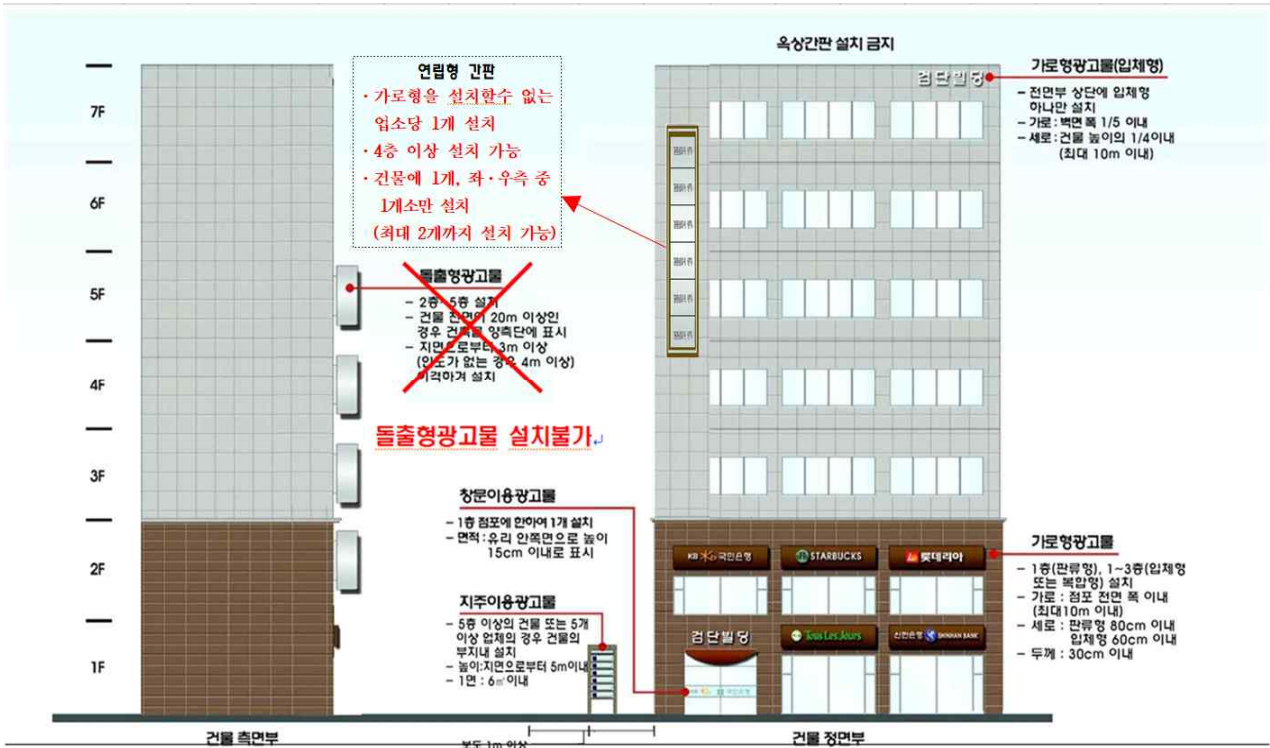 옥상간판 설치 금지
연립형 간판
· 가로형을 설치할수 없는
업소당 1개 설치
· 4층 이상 설치 가능
· 건물에 1개, 좌·우측 중
1개소만 설치
(최대 2개까지 설치 가능)
가로형광고물(입체형)
- 전면부 상단에 입체형
하나만 설치
- 가로 : 벽면 폭 1/5 이내
- 세로 : 건물 높이의 1/4이내
(최대 10m 이내)
검단빌딩
7F
6F
5F
4F
3F
2F
1F
돌출형광고물
- 2층~5층 설치
- 건물 전면이 20m 이상인
경우 건축물 양측단에 표시
- 지면으로부터 3m 이상
(인도가 없는 경우 4m 이상)
이격하여 설치
돌출형광고물 설치불가
창문이용광고물
- 1층 점포에 한하여 1개 설치
- 면적 : 유리 안쪽면으로 높이
15cm 이내로 표시
지주이용광고물
- 5층 이상의 건물 또는 5개
이상 업체의 경우 건물의
부지내 설치
- 높이:지면으로부터 5m이내
- 1면 : 6㎡이내
KB 국민은행
STARBUCKS
롯데리아
검단빌딩
Tous Les Jours
신한은행 SHINHAN BANK
국민은행
가로형광고물
- 1층(판류형), 1~3층(입체형
또는 복합형) 설치
- 가로 : 점포 전면 폭 이내
(최대10m 이내)
- 세로 : 판류형 80cm 이내
입체형 60cm 이내
- 두께 : 30cm 이내
건물 측면부
보도 1m 이상
건물 정면부